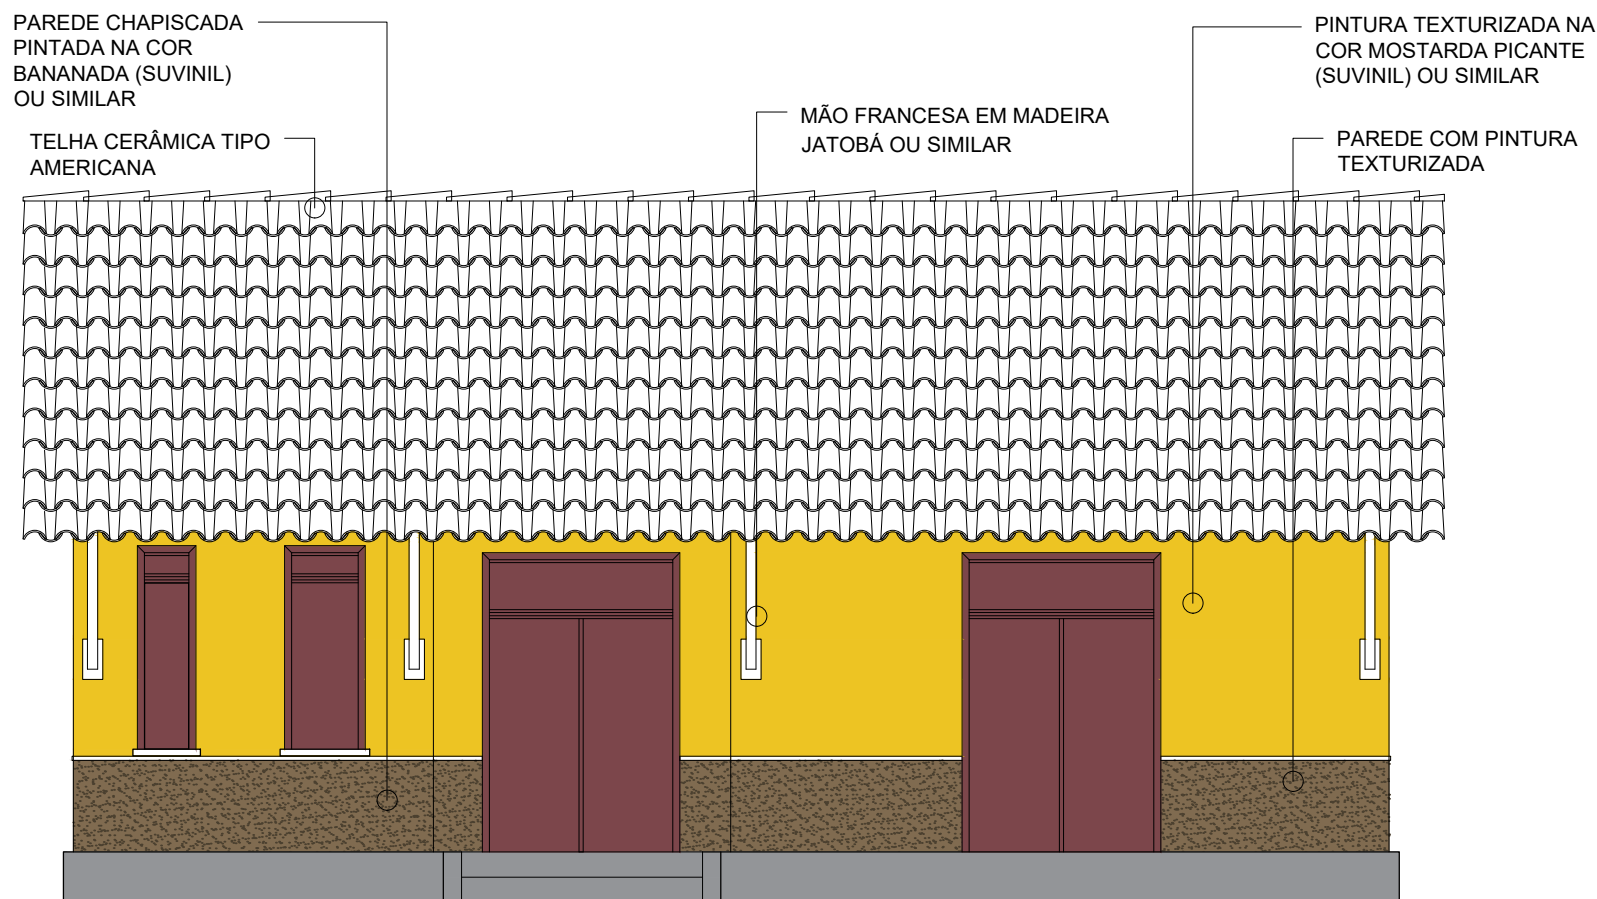 PAREDE CHAPISCADA
PINTADA NA COR
BANANADA (SUVINIL)
OU SIMILAR
TELHA CERÂMICA TIPO
AMERICANA
MÃO FRANCESA EM MADEIRA
JATOBÁ OU SIMILAR
PINTURA TEXTURIZADA NA
COR MOSTARDA PICANTE
(SUVINIL) OU SIMILAR
PAREDE COM PINTURA
TEXTURIZADA